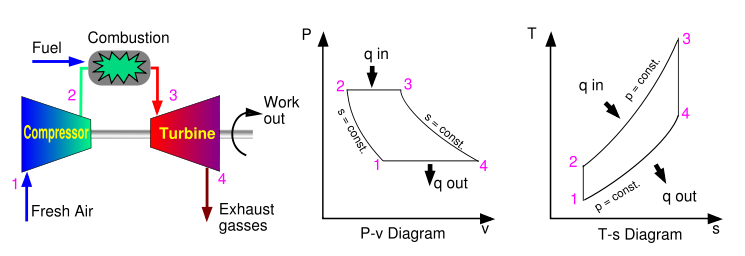 Combustion
Fuel
2
3
Compressor
Turbine
Work
out
1
4
Fresh Air
Exhaust
gasses
P
q in
2
3
s = const.
s = const.
1
4
q out
v
P-v Diagram
T
3
q in
p = const.
4
2
1
p = const.
q out
s
T-s Diagram